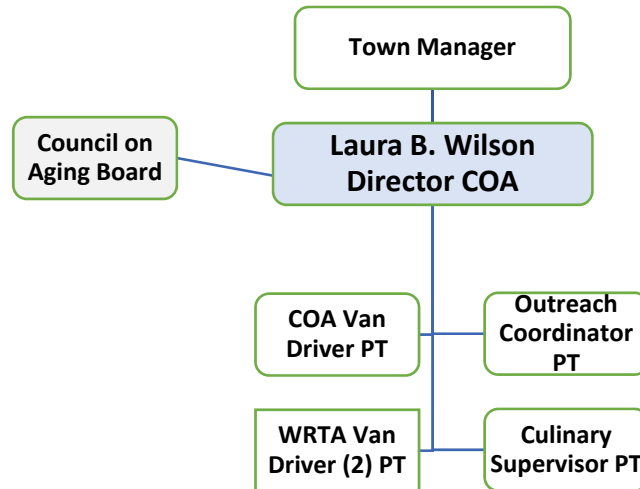 Town Manager
Council on
Aging Board
Laura B. Wilson
Director COA
COA Van
Driver PT
Outreach
Coordinator
PT
WRTA Van
Driver (2) PT
Culinary
Supervisor PT